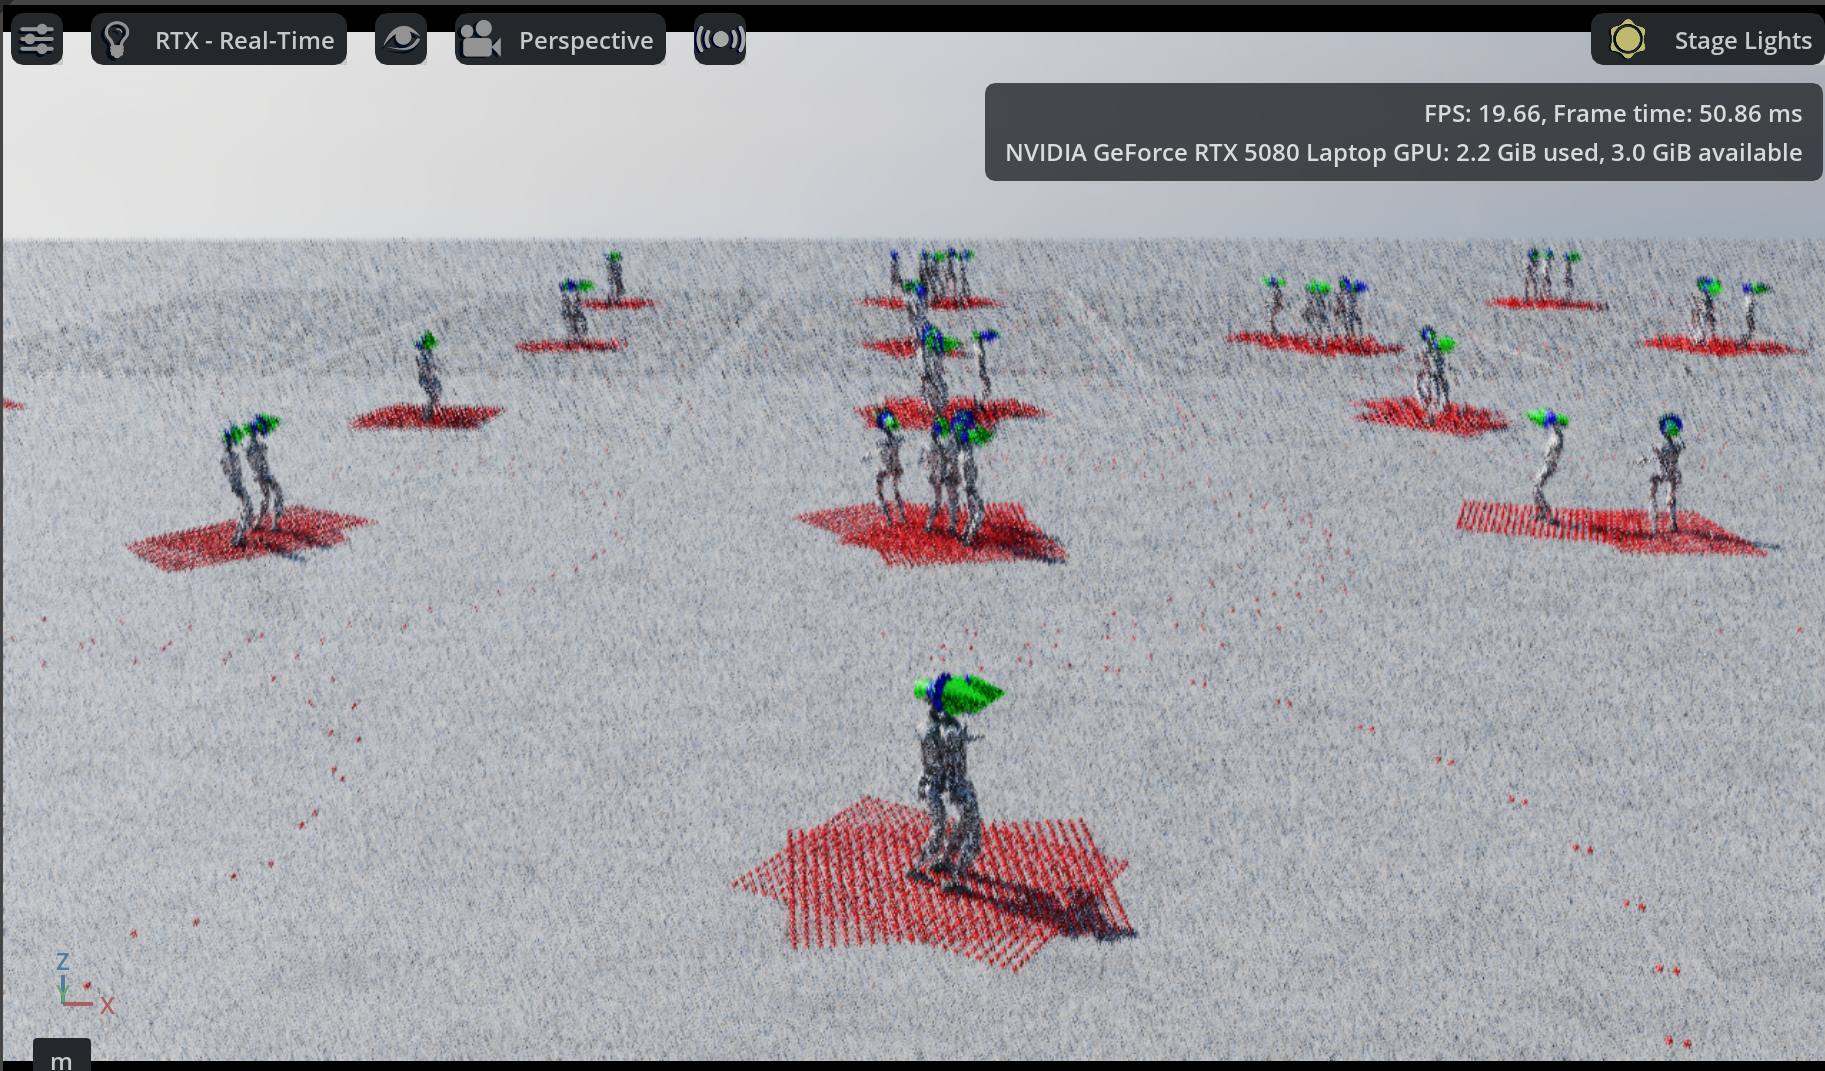 RTX - Real-Time
Perspective
Stage Lights
FPS: 19.66, Frame time: 50.86 ms
NVIDIA GeForce RTX 5080 Laptop GPU: 2.2 GiB used, 3.0 GiB available
Z
X
m